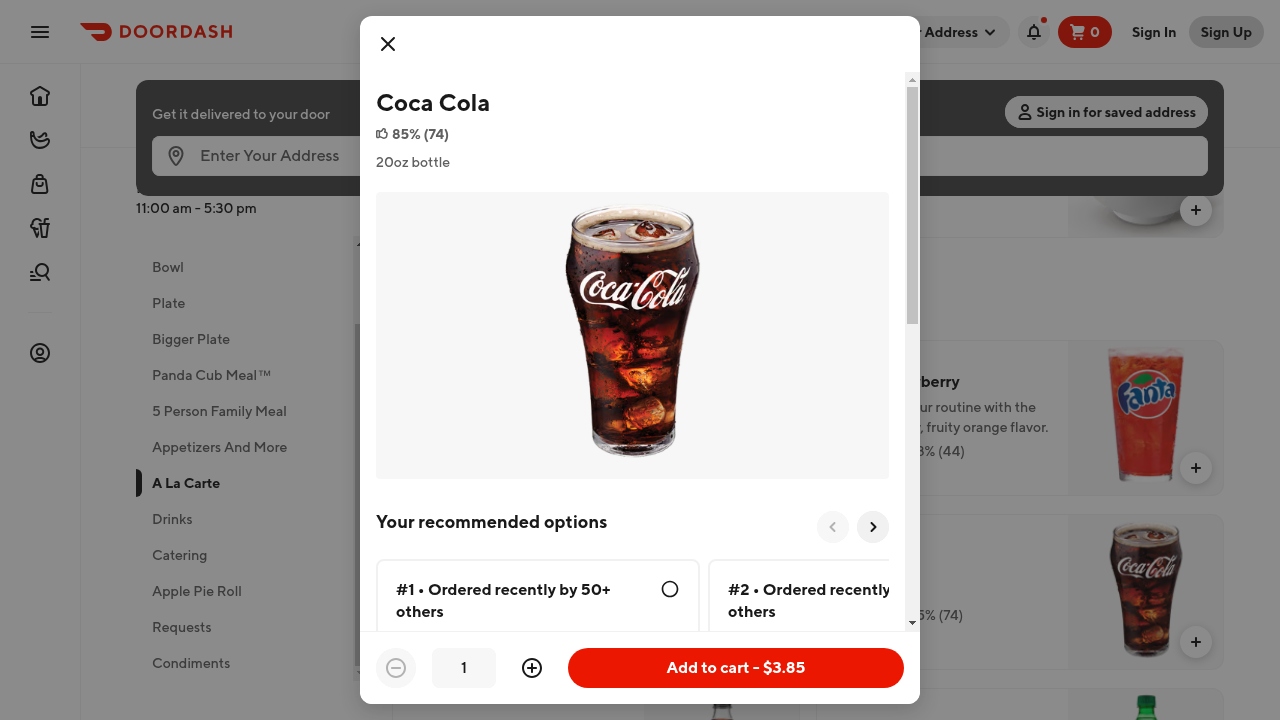 DOORDASH
Address
0
Sign In
Sign Up
Get it delivered to your door
Sign in for saved address
Enter Your Address
11:00 am - 5:30 pm
Bowl
Plate
Bigger Plate
Panda Cub Meal™
5 Person Family Meal
Appetizers And More
A La Carte
Drinks
Catering
Apple Pie Roll
Requests
Condiments
Coca Cola
85% (74)
20oz bottle
Coca-Cola
Your recommended options
#1 • Ordered recently by 50+
others
#2 • Ordered recently
others
1
Add to cart - $3.85
routine with the
fruity orange flavor.
(44)
Fanta
(74)
Coca-Cola